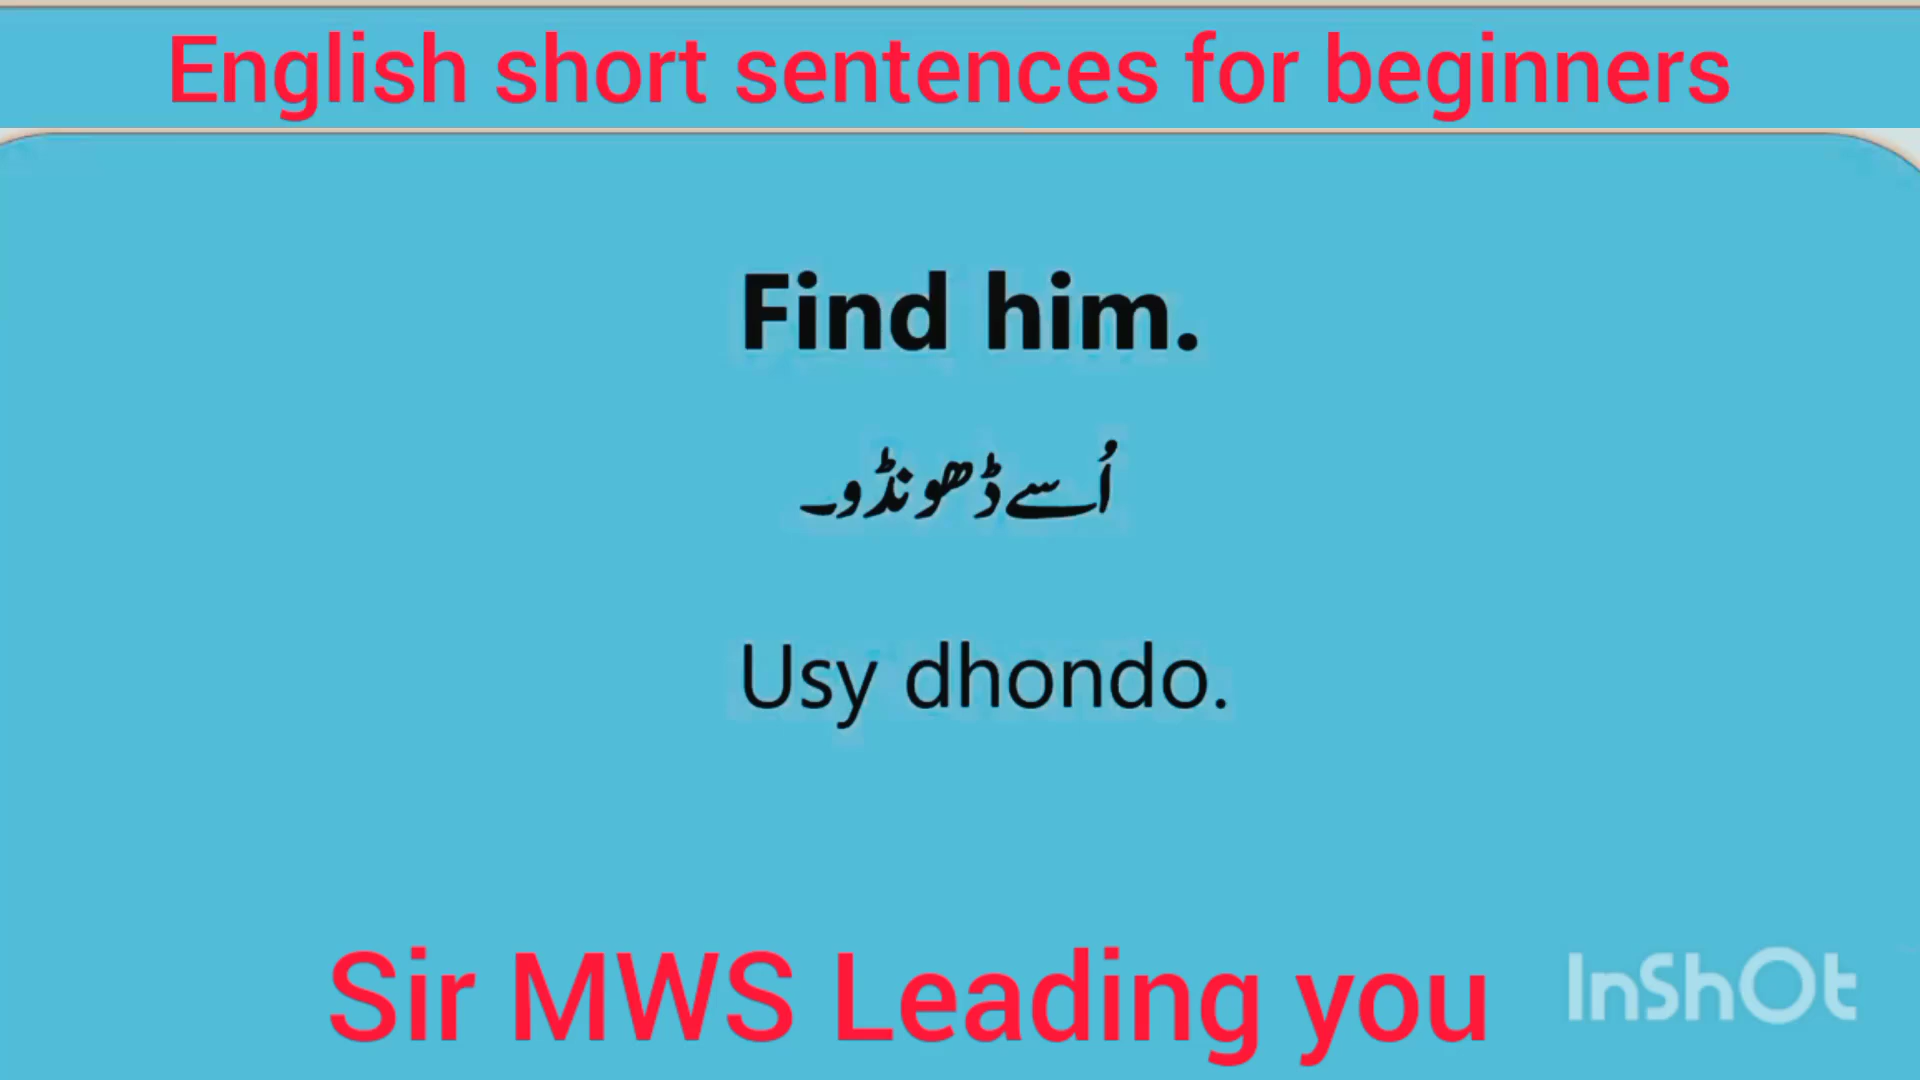 English short sentences for beginners
Find him.
اُسے ڈھونڈو۔
Usy dhondo.
Sir MWS Leading you
InShOt